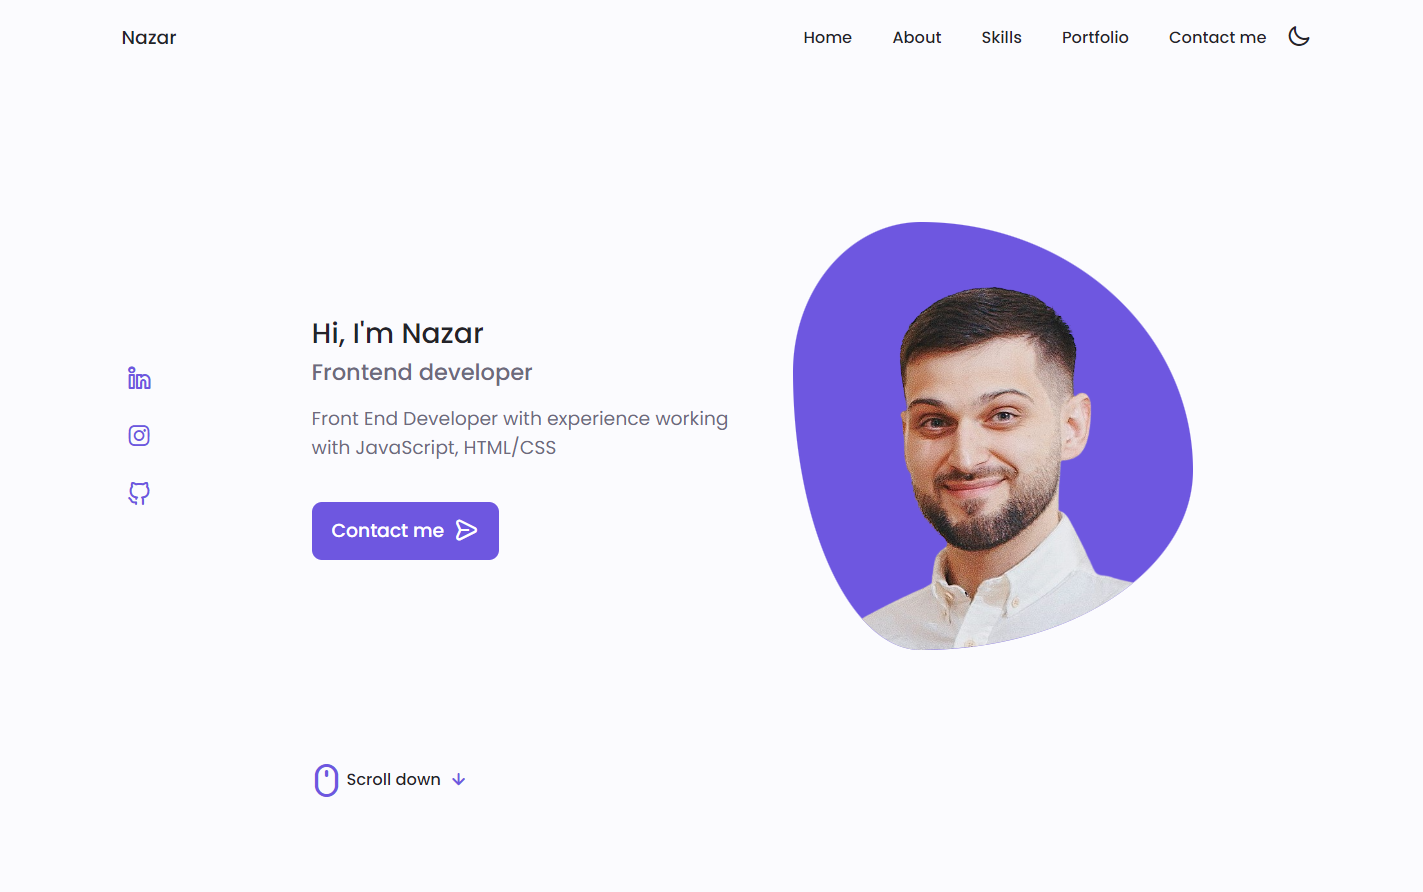 Nazar
Home
About
Skills
Portfolio
Contact me
Hi, I'm Nazar
Frontend developer
Front End Developer with experience working
with JavaScript, HTML/CSS
Contact me
Scroll down